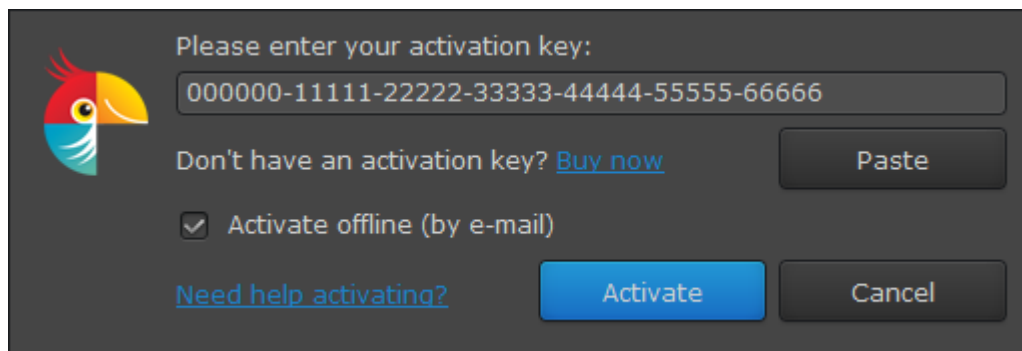 Please enter your activation key:
000000-11111-22222-33333-44444-55555-66666
Don't have an activation key? Buy now
Paste
Activate offline (by e-mail)
Need help activating?
Activate
Cancel